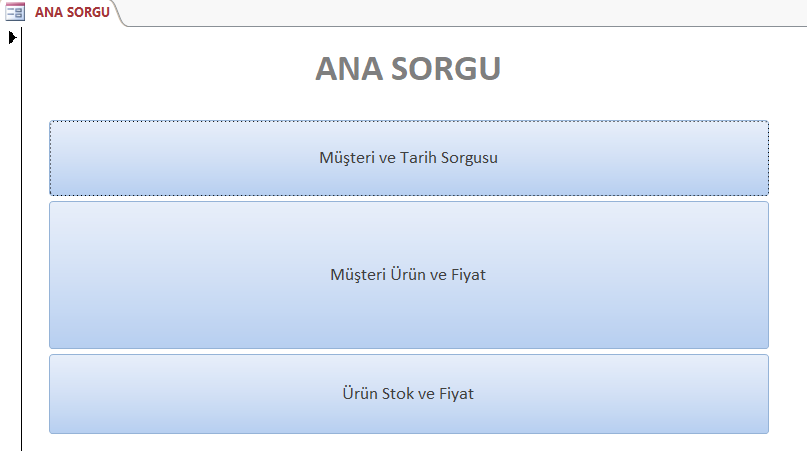 ANA SORGU
ANA SORGU
Müşteri ve Tarih Sorgusu
Müşteri Ürün ve Fiyat
Ürün Stok ve Fiyat